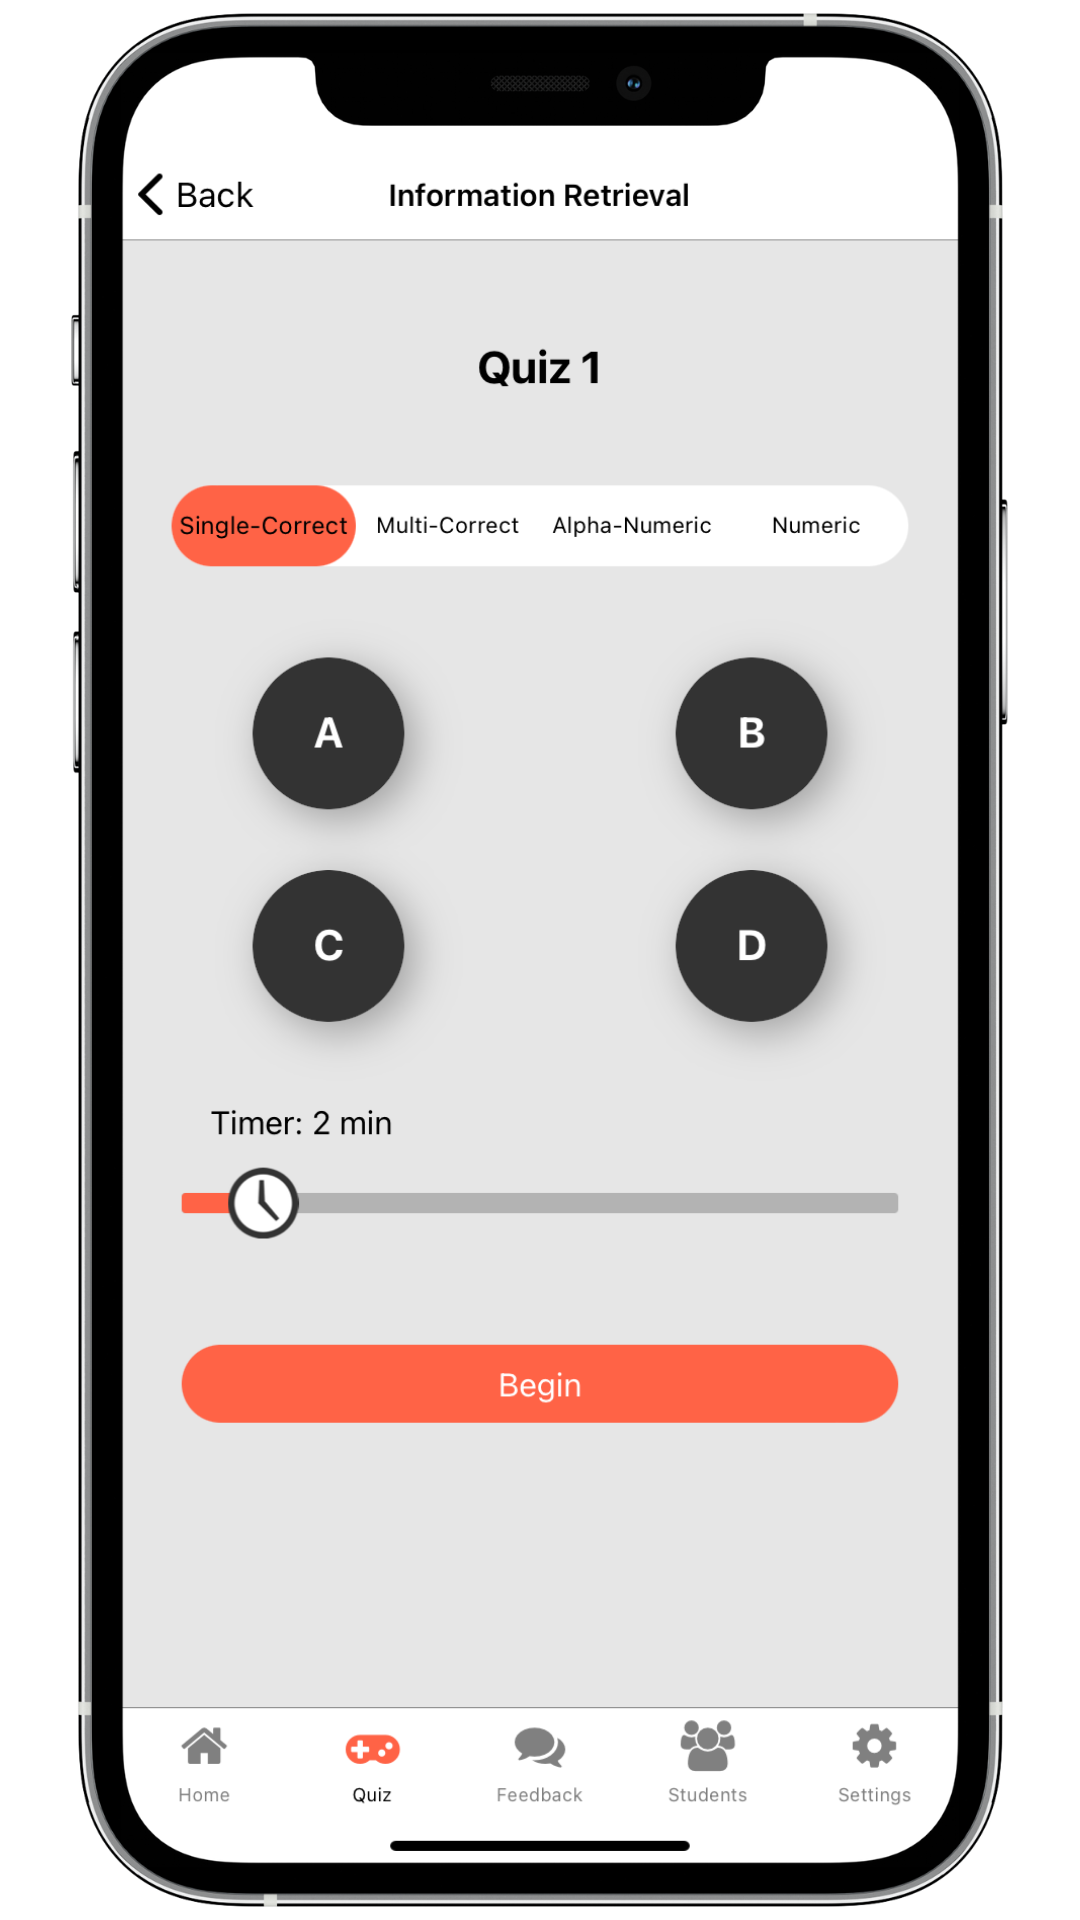 Back
Information Retrieval
Quiz 1
Single-Correct Multi-Correct Alpha-Numeric Numeric
A B
C D
Timer: 2 min
Begin
Home Quiz Feedback Students Settings